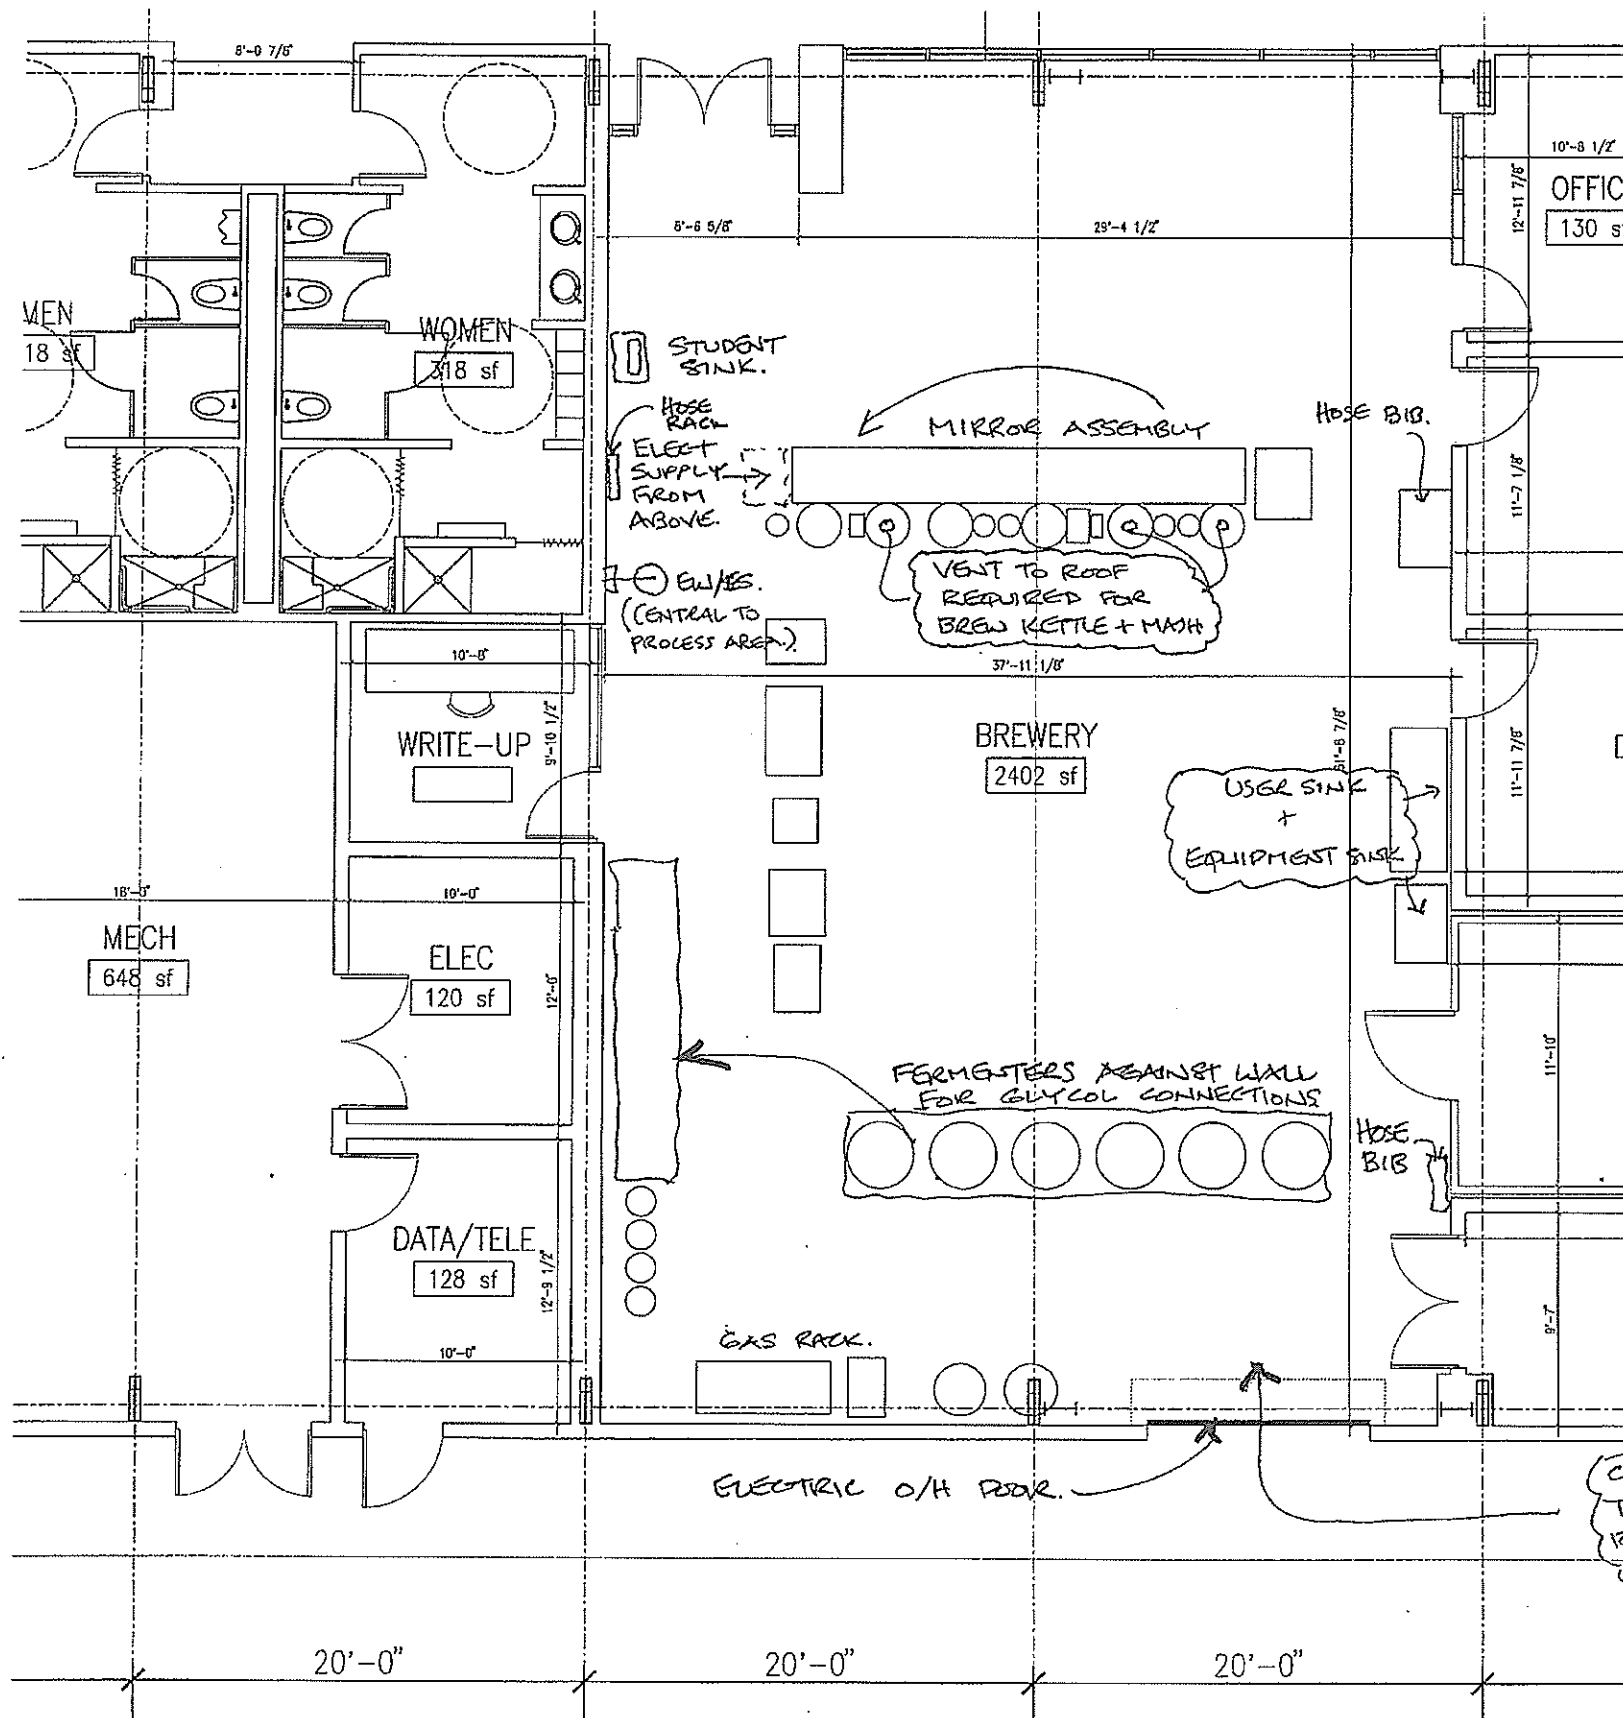 8'-0 7/8"
10'-8 1/2"
12'-11 7/8"
OFFIC
130 sf
8'-6 5/8"
29'-4 1/2"
MEN
18 sf
WOMEN
318 sf
STUDENT
SINK.
HOSE
RACK
ELECT
SUPPLY
FROM
ABOVE.
MIRROR ASSEMBLY
HOSE BIB.
11'-7 1/8"
EW/ES.
(CENTRAL TO
PROCESS AREA.)
VENT TO ROOF
REQUIRED FOR
BREW KETTLE + MASH
10'-8"
37'-11 1/8"
9'-10 1/2"
WRITE-UP
BREWERY
2402 sf
61'-8 7/8"
11'-11 7/8"
USER SINK
+
EQUIPMENT SINK
18'-0"
10'-0"
MECH
648 sf
ELEC
120 sf
12'-0"
FERMENTERS AGAINST WALL
FOR GLYCOL CONNECTIONS
11'-10"
HOSE
BIB
DATA/TELE
128 sf
12'-9 1/2"
10'-0"
GAS RACK.
9'-7"
ELECTRIC O/H DOOR.
20'-0"
20'-0"
20'-0"